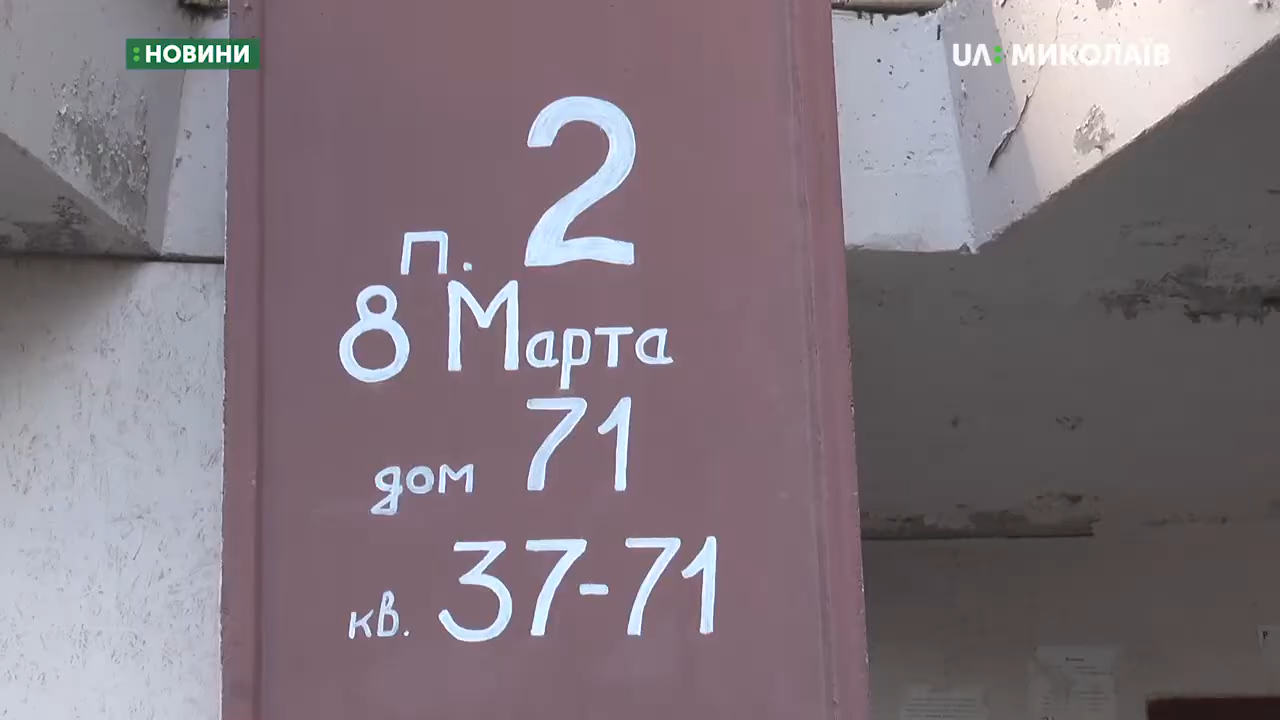 :НОВИНИ
UA:МИКОЛАЇВ
п. 2
8 Марта
дом 71
кв. 37-71